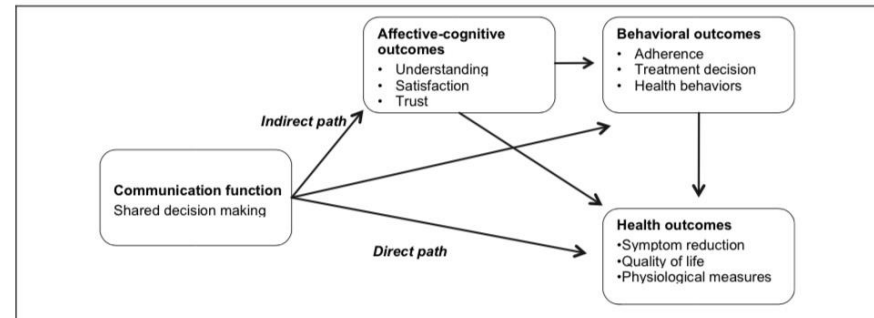 Affective-cognitive
outcomes
• Understanding
• Satisfaction
• Trust
Behavioral outcomes
• Adherence
• Treatment decision
• Health behaviors
Indirect path
Communication function
Shared decision making
Direct path
Health outcomes
•Symptom reduction
•Quality of life
•Physiological measures